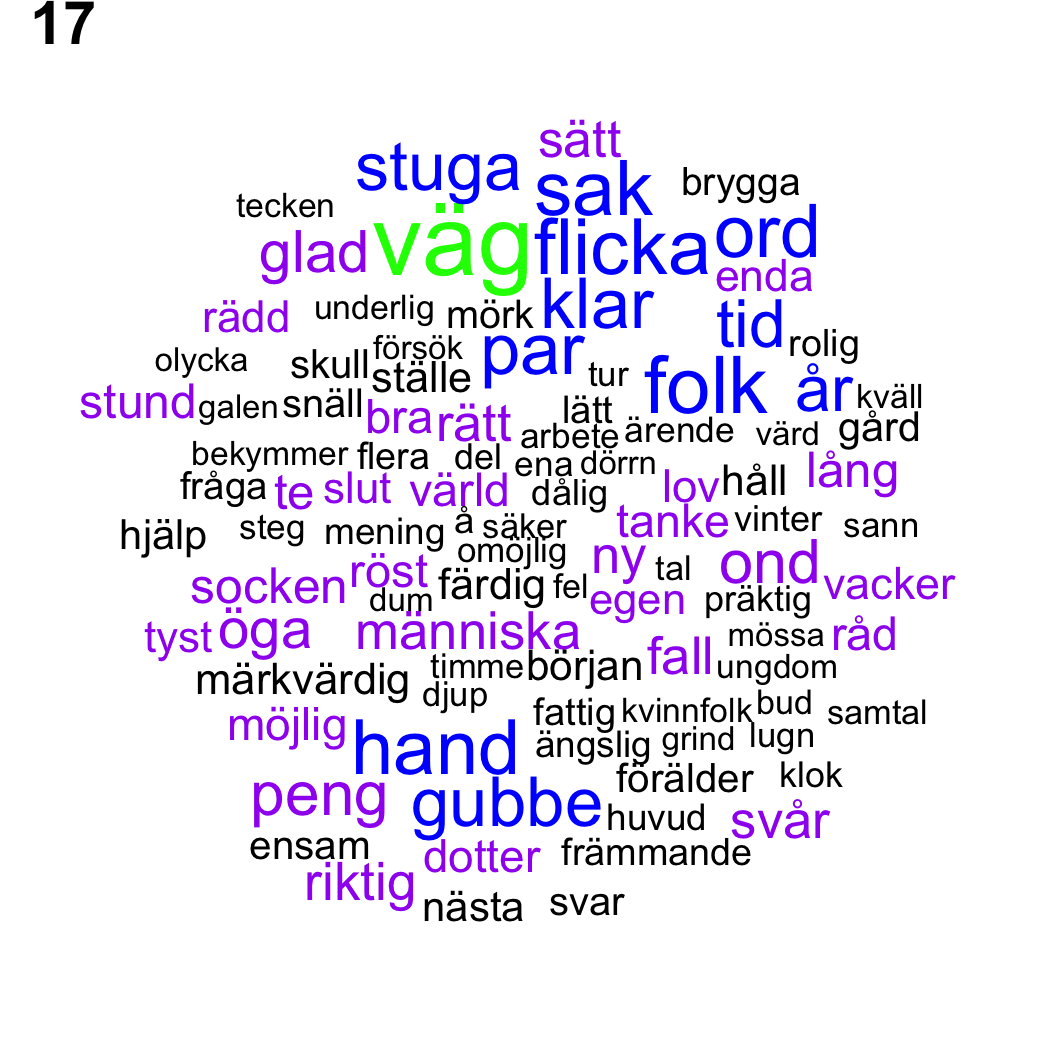 17
sätt
stuga sak brygga
tecken
väg flicka ord
glad enda
rädd underlig mörk klar tid
olycka skull försök par rolig
ställe tur folk år kväll
stund galen snäll bra rätt lätt
arbete ärende värd gård
bekymmer flera del ena dörrn
fråga te slut värld dålig lov håll lång
hjälp steg mening å säker tanke vinter sann
omöjlig ny tal ond
socken röst färdig fel vacker
dum egen präktig
tyst öga människa mössa råd
märkvärdig timme början fall ungdom
djup
möjlig fattig kvinnfolk bud samtal
hand ängslig grind lugn
peng förälder klok
gubbe huvud svår
ensam dotter främmande
riktig
nästa svar